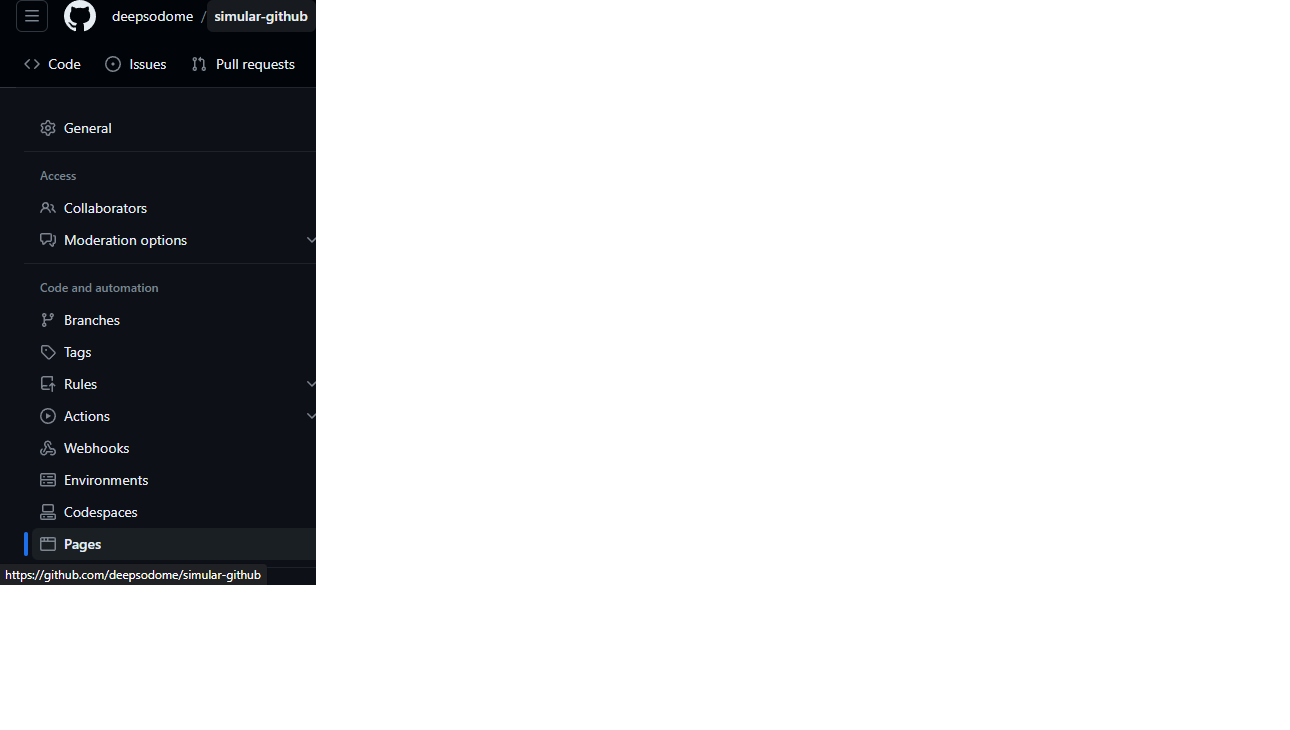 deepsodome / simular-github
Code Issues Pull requests
General
Access
Collaborators
Moderation options
Code and automation
Branches
Tags
Rules
Actions
Webhooks
Environments
Codespaces
Pages
https://github.com/deepsodome/simular-github